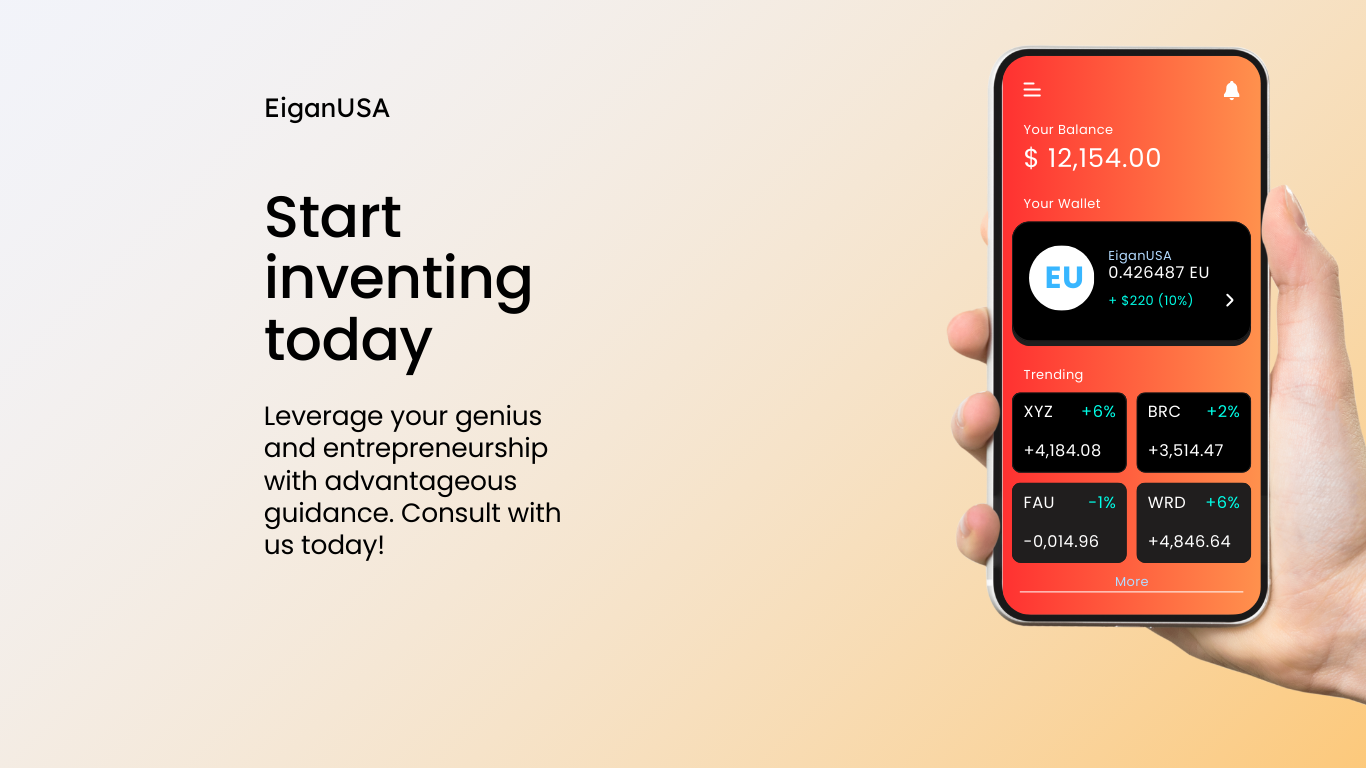 EiganUSA
Start
inventing
today
Leverage your genius
and entrepreneurship
with advantageous
guidance. Consult with
us today!
Your Balance
$ 12,154.00
Your Wallet
EU
EiganUSA
0.426487 EU
+ $220 (10%)
Trending
XYZ +6%
+4,184.08
BRC +2%
+3,514.47
FAU -1%
-0,014.96
WRD +6%
+4,846.64
More